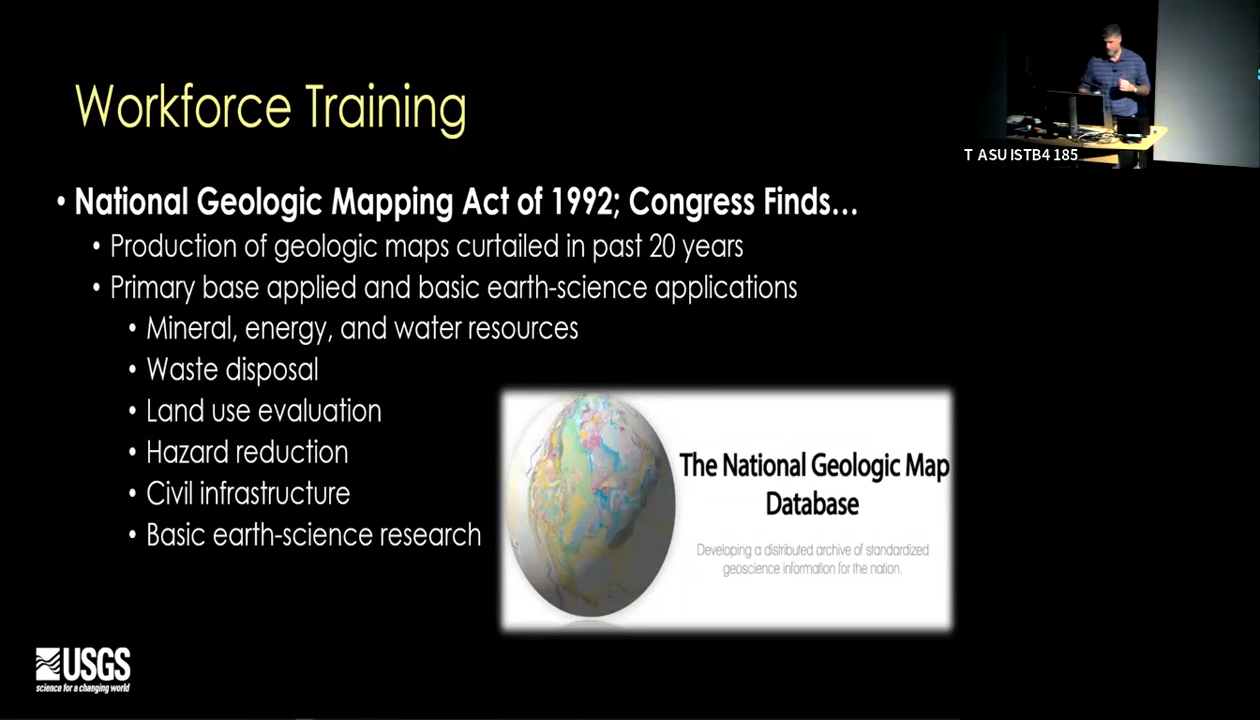 Workforce Training
T ASU ISTB4 185
• National Geologic Mapping Act of 1992; Congress Finds...
• Production of geologic maps curtailed in past 20 years
• Primary base applied and basic earth-science applications
• Mineral, energy, and water resources
• Waste disposal
• Land use evaluation
• Hazard reduction
• Civil infrastructure
• Basic earth-science research
The National Geologic Map
Database
Developing a distributed archive of standardized
geoscience information for the nation.
USGS
science for a changing world